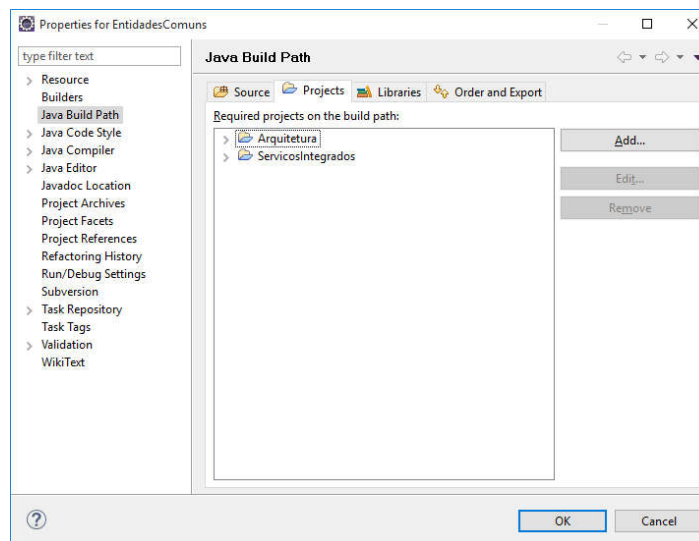 Properties for EntidadesComuns
type filter text
Java Build Path
Resource
Builders
Java Build Path
Java Code Style
Java Compiler
Java Editor
Javadoc Location
Project Archives
Project Facets
Project References
Refactoring History
Run/Debug Settings
Subversion
Task Repository
Task Tags
Validation
WikiText
Source Projects Libraries Order and Export
Required projects on the build path:
Arquitetura
ServicosIntegrados
Add...
Edit...
Remove
OK Cancel